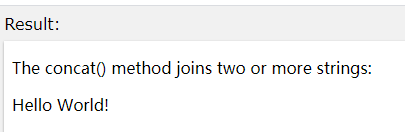 Result:
The concat() method joins two or more strings:
Hello World!